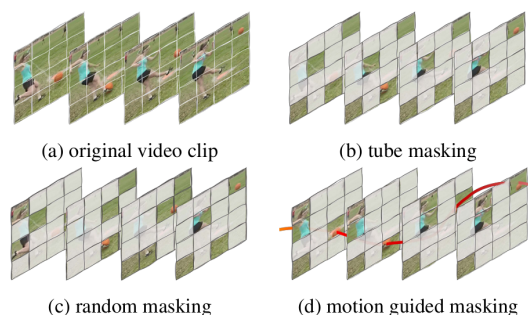 (a) original video clip
(b) tube masking
(c) random masking
(d) motion guided masking